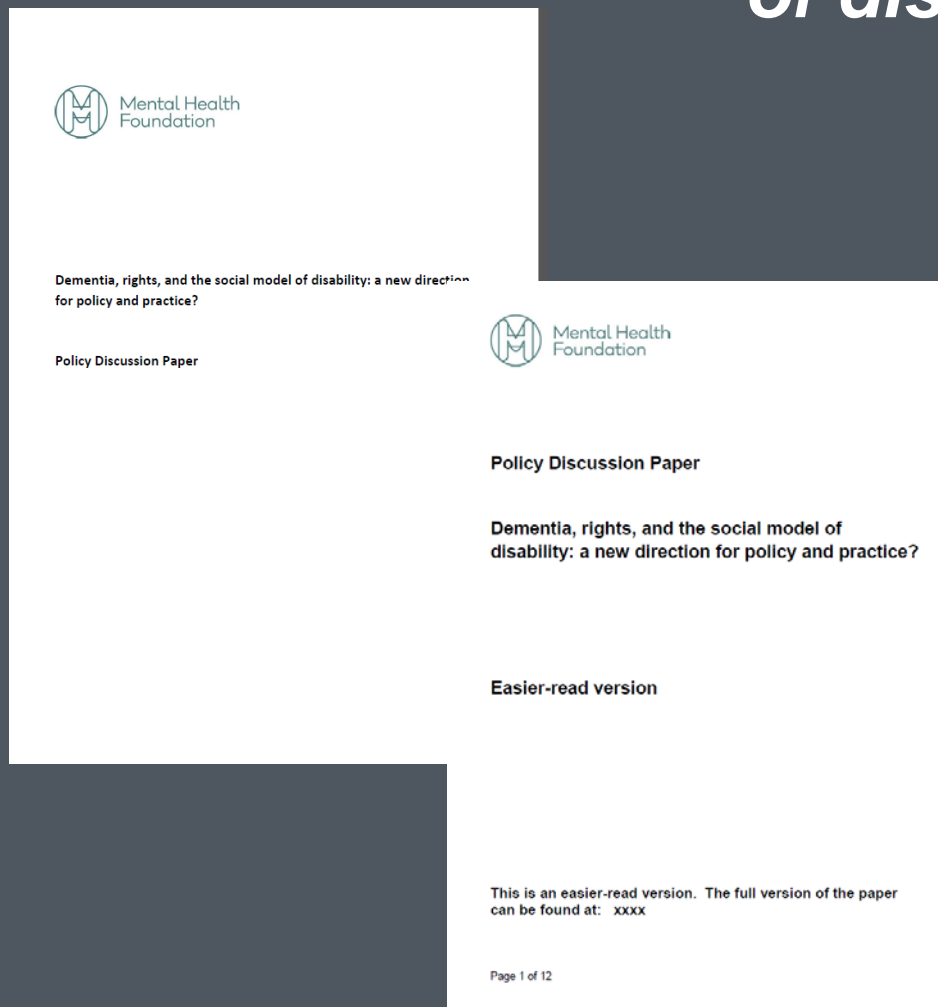 of dis
Mental Health
Foundation
Dementia, rights, and the social model of disability: a new direction
for policy and practice?
Policy Discussion Paper
Mental Health
Foundation
Policy Discussion Paper
Dementia, rights, and the social model of
disability: a new direction for policy and practice?
Easier-read version
This is an easier-read version. The full version of the paper
can be found at: xxxx
Page 1 of 12